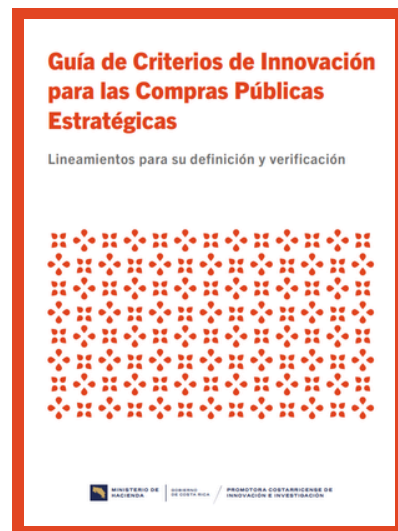 Guía de Criterios de Innovación
para las Compras Públicas
Estratégicas
Lineamientos para su definición y verificación
MINISTERIO DE
HACIENDA
GOBIERNO
DE COSTA RICA
PROMOTORA COSTARRICENSE DE
INNOVACIÓN E INVESTIGACIÓN